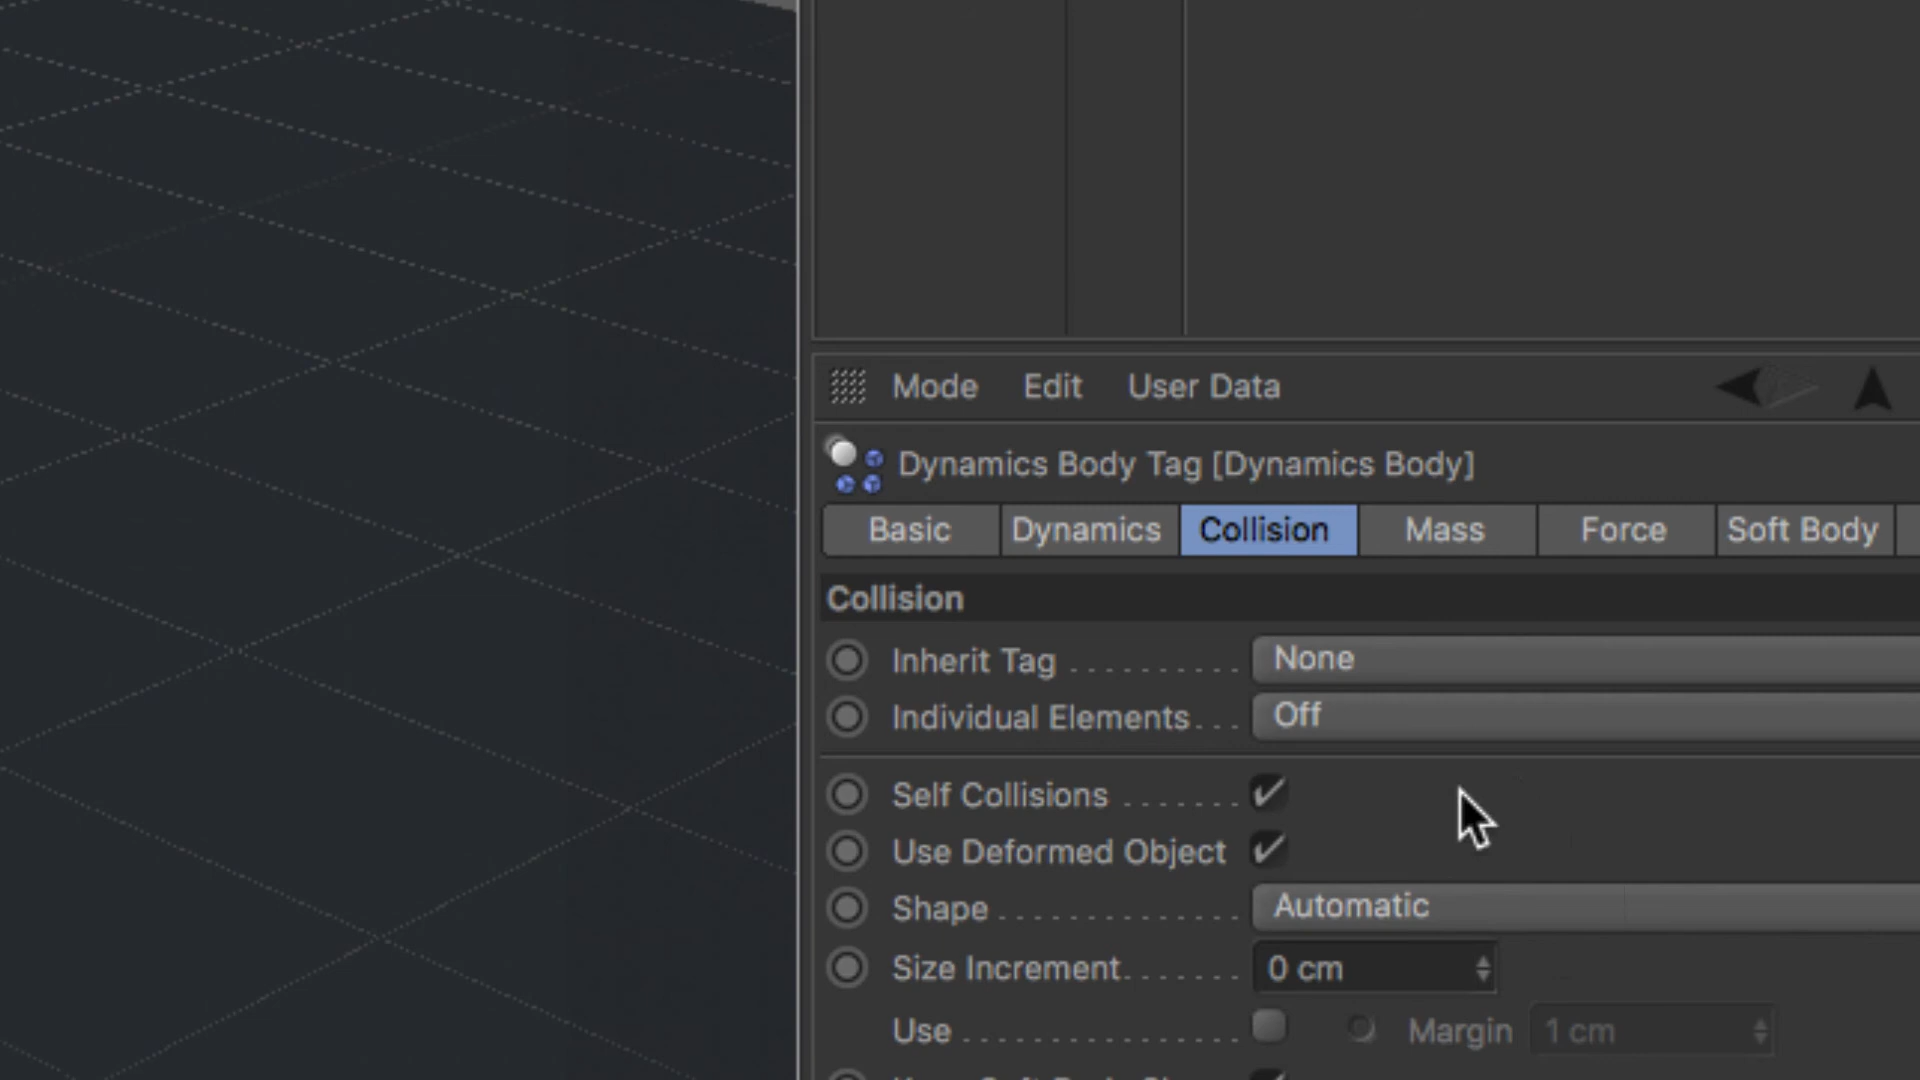 Mode Edit User Data
Dynamics Body Tag [Dynamics Body]
Basic Dynamics Collision Mass Force Soft Body
Collision
Inherit Tag . . . . . . . . . . None
Individual Elements . . . Off
Self Collisions . . . . . . .
Use Deformed Object
Shape . . . . . . . . . . . . . Automatic
Size Increment . . . . . . . 0 cm
Use . . . . . . . . . . . . . . . Margin 1 cm